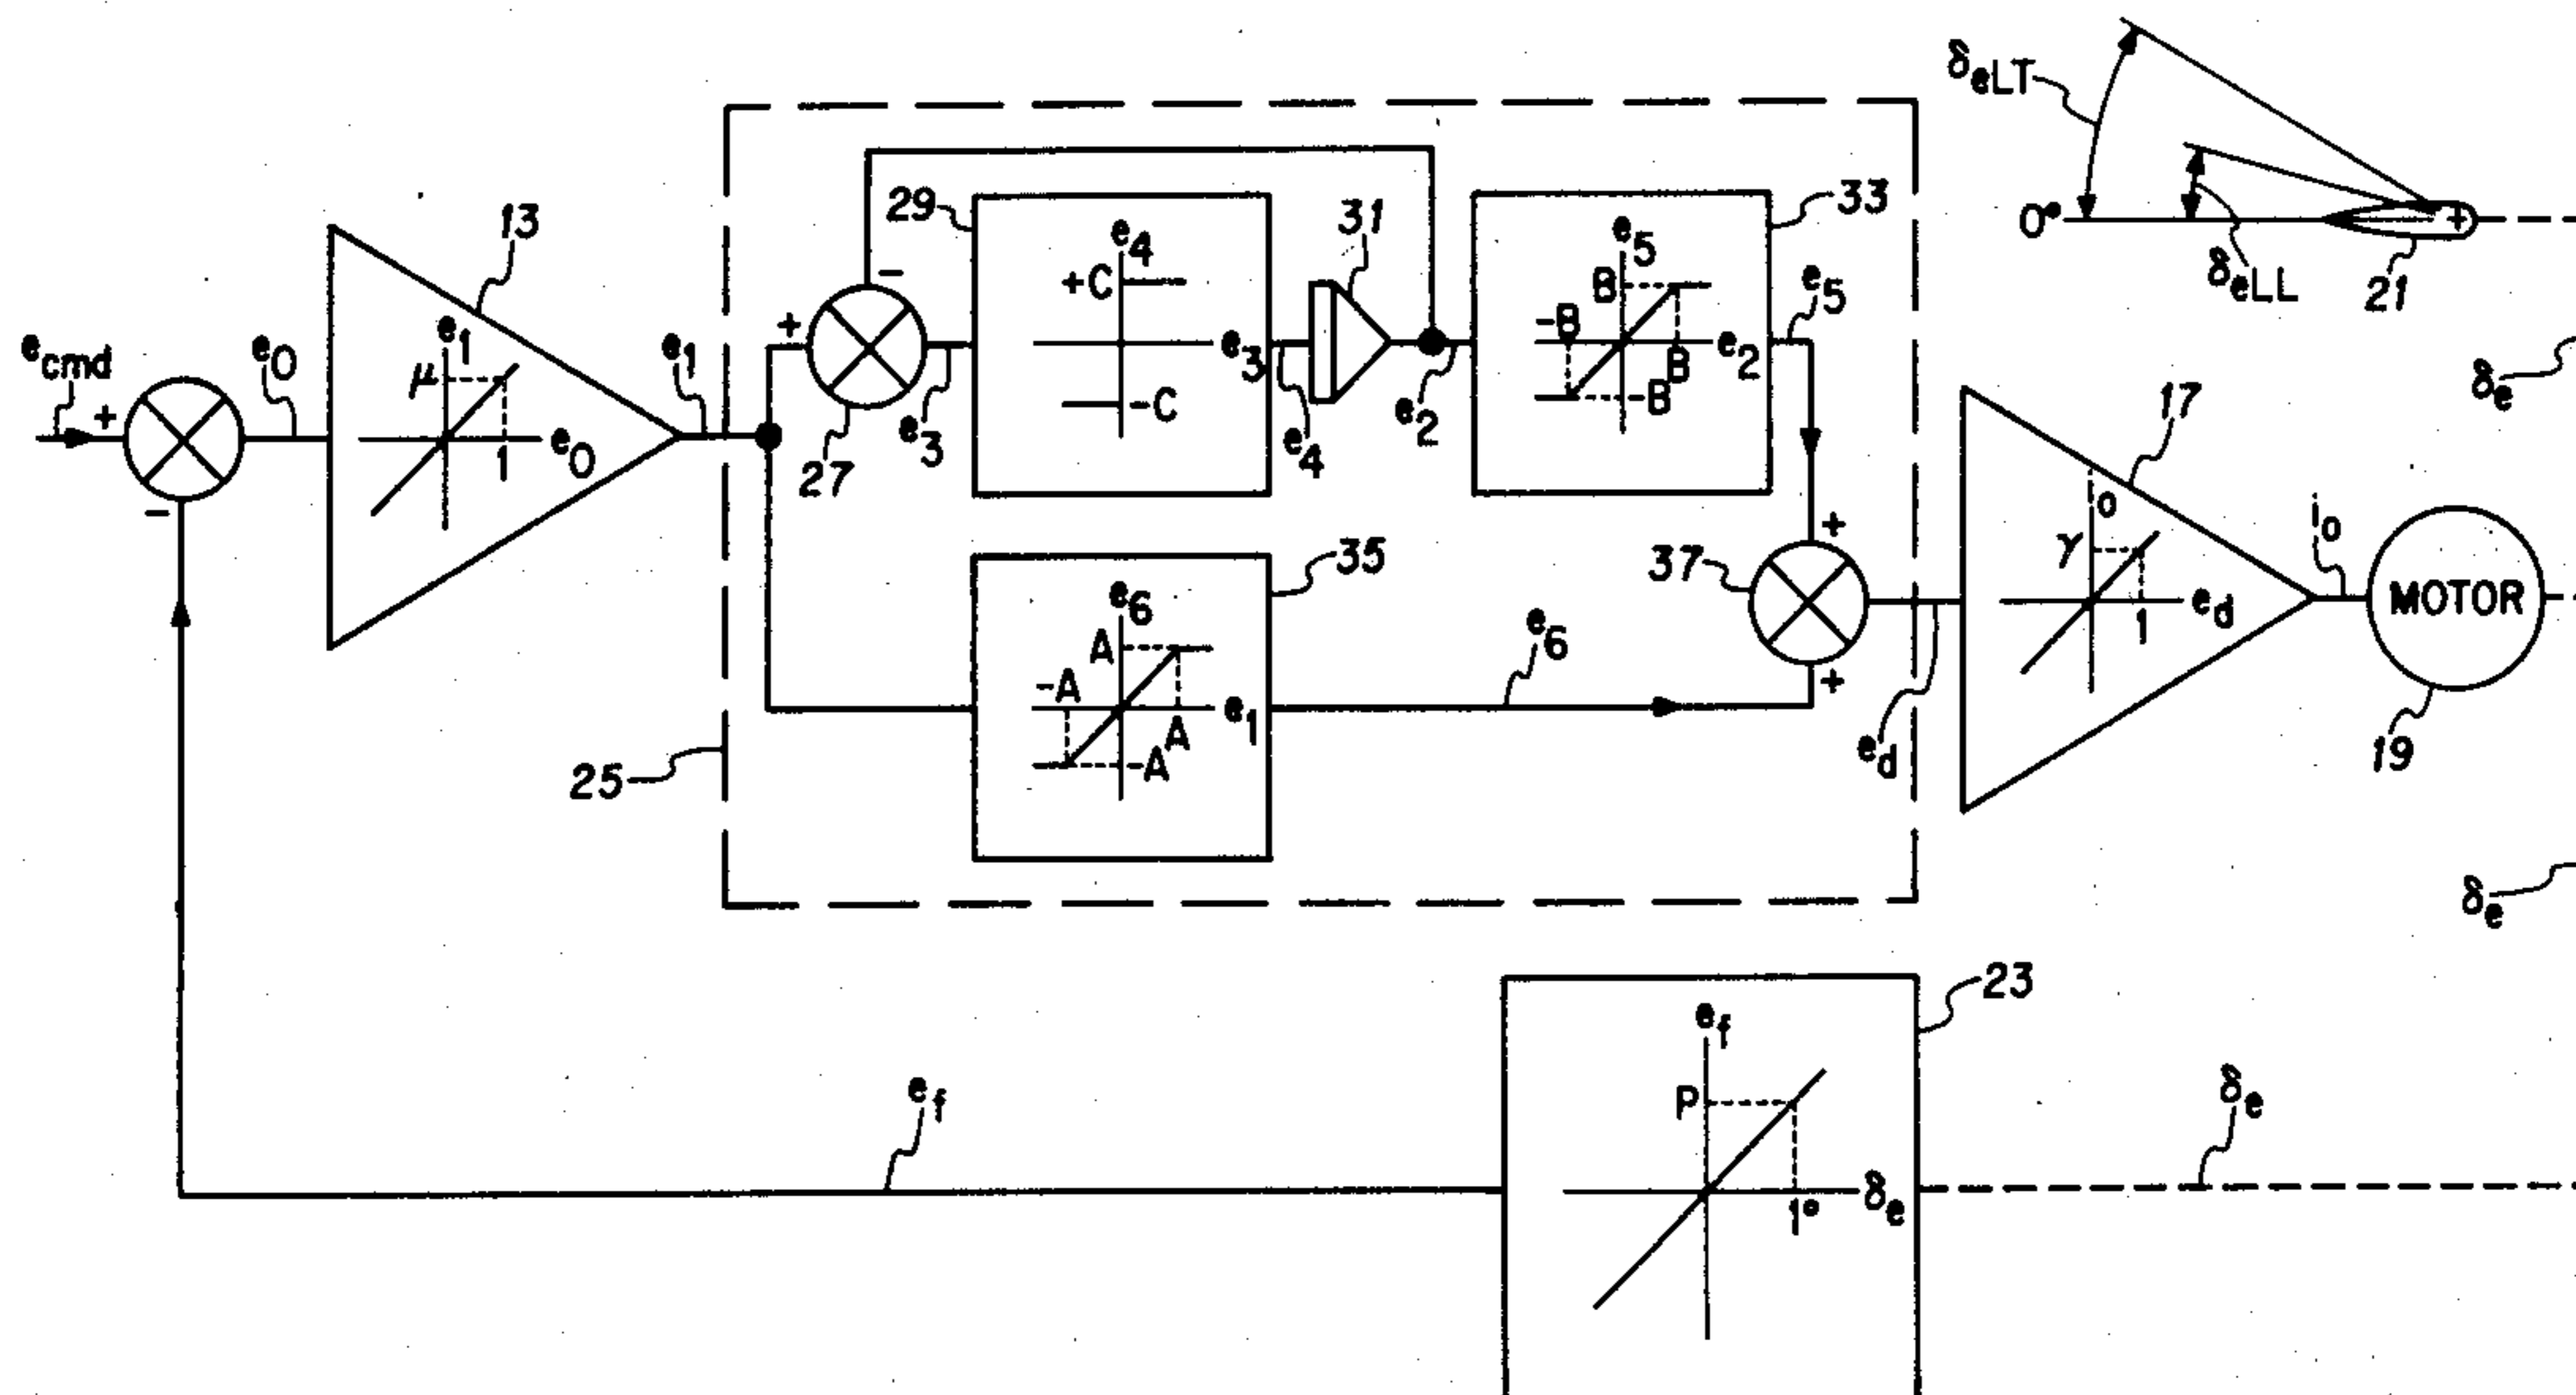 δeLT
0°
δeLL
21
δe
13
29
e4
+C
-C
e3
31
33
e5
B
-B
B
-B
e2
e5
ecmd
+
-
e0
e1
μ
1
e0
e1
+
-
27
e3
e4
e2
17
io
γ
1
ed
io
MOTOR
19
35
e6
A
-A
A
-A
e1
e6
37
+
+
ed
25
δe
23
ef
P
1°
δe
ef
δe